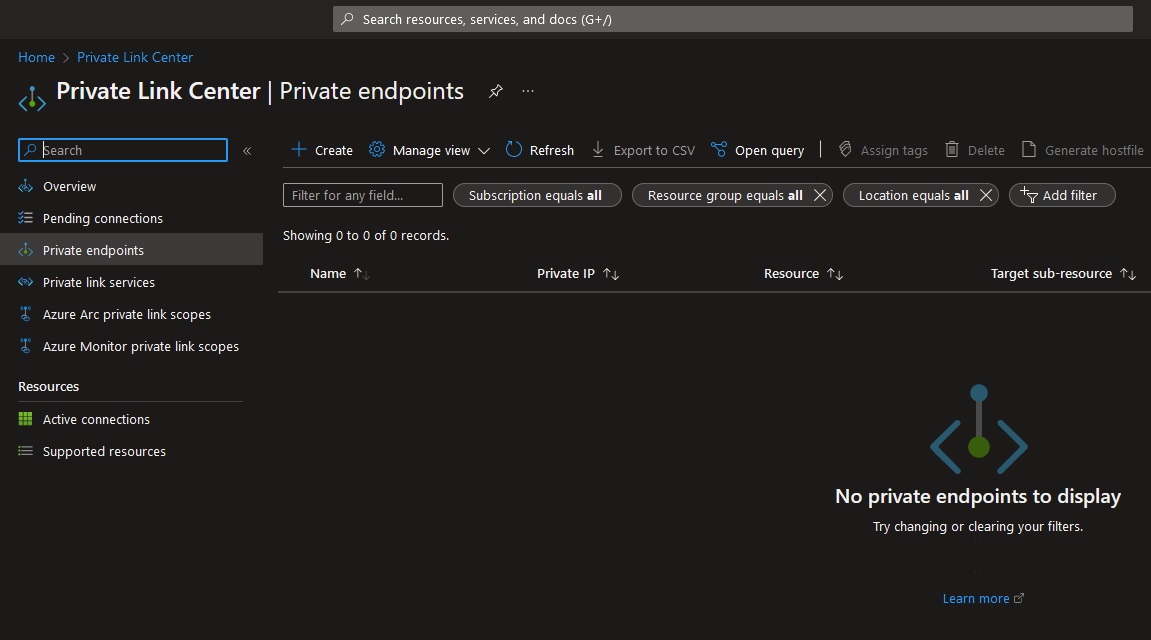 Search resources, services, and docs (G+/)
Home > Private Link Center
Private Link Center | Private endpoints ...
Search «
Create Manage view Refresh Export to CSV Open query | Assign tags Delete Generate hostfile
Overview
Pending connections
Private endpoints
Private link services
Azure Arc private link scopes
Azure Monitor private link scopes
Resources
Active connections
Supported resources
Filter for any field... Subscription equals all Resource group equals all Location equals all Add filter
Showing 0 to 0 of 0 records.
Name ↑↓ Private IP ↑↓ Resource ↑↓ Target sub-resource ↑↓
No private endpoints to display
Try changing or clearing your filters.
Learn more